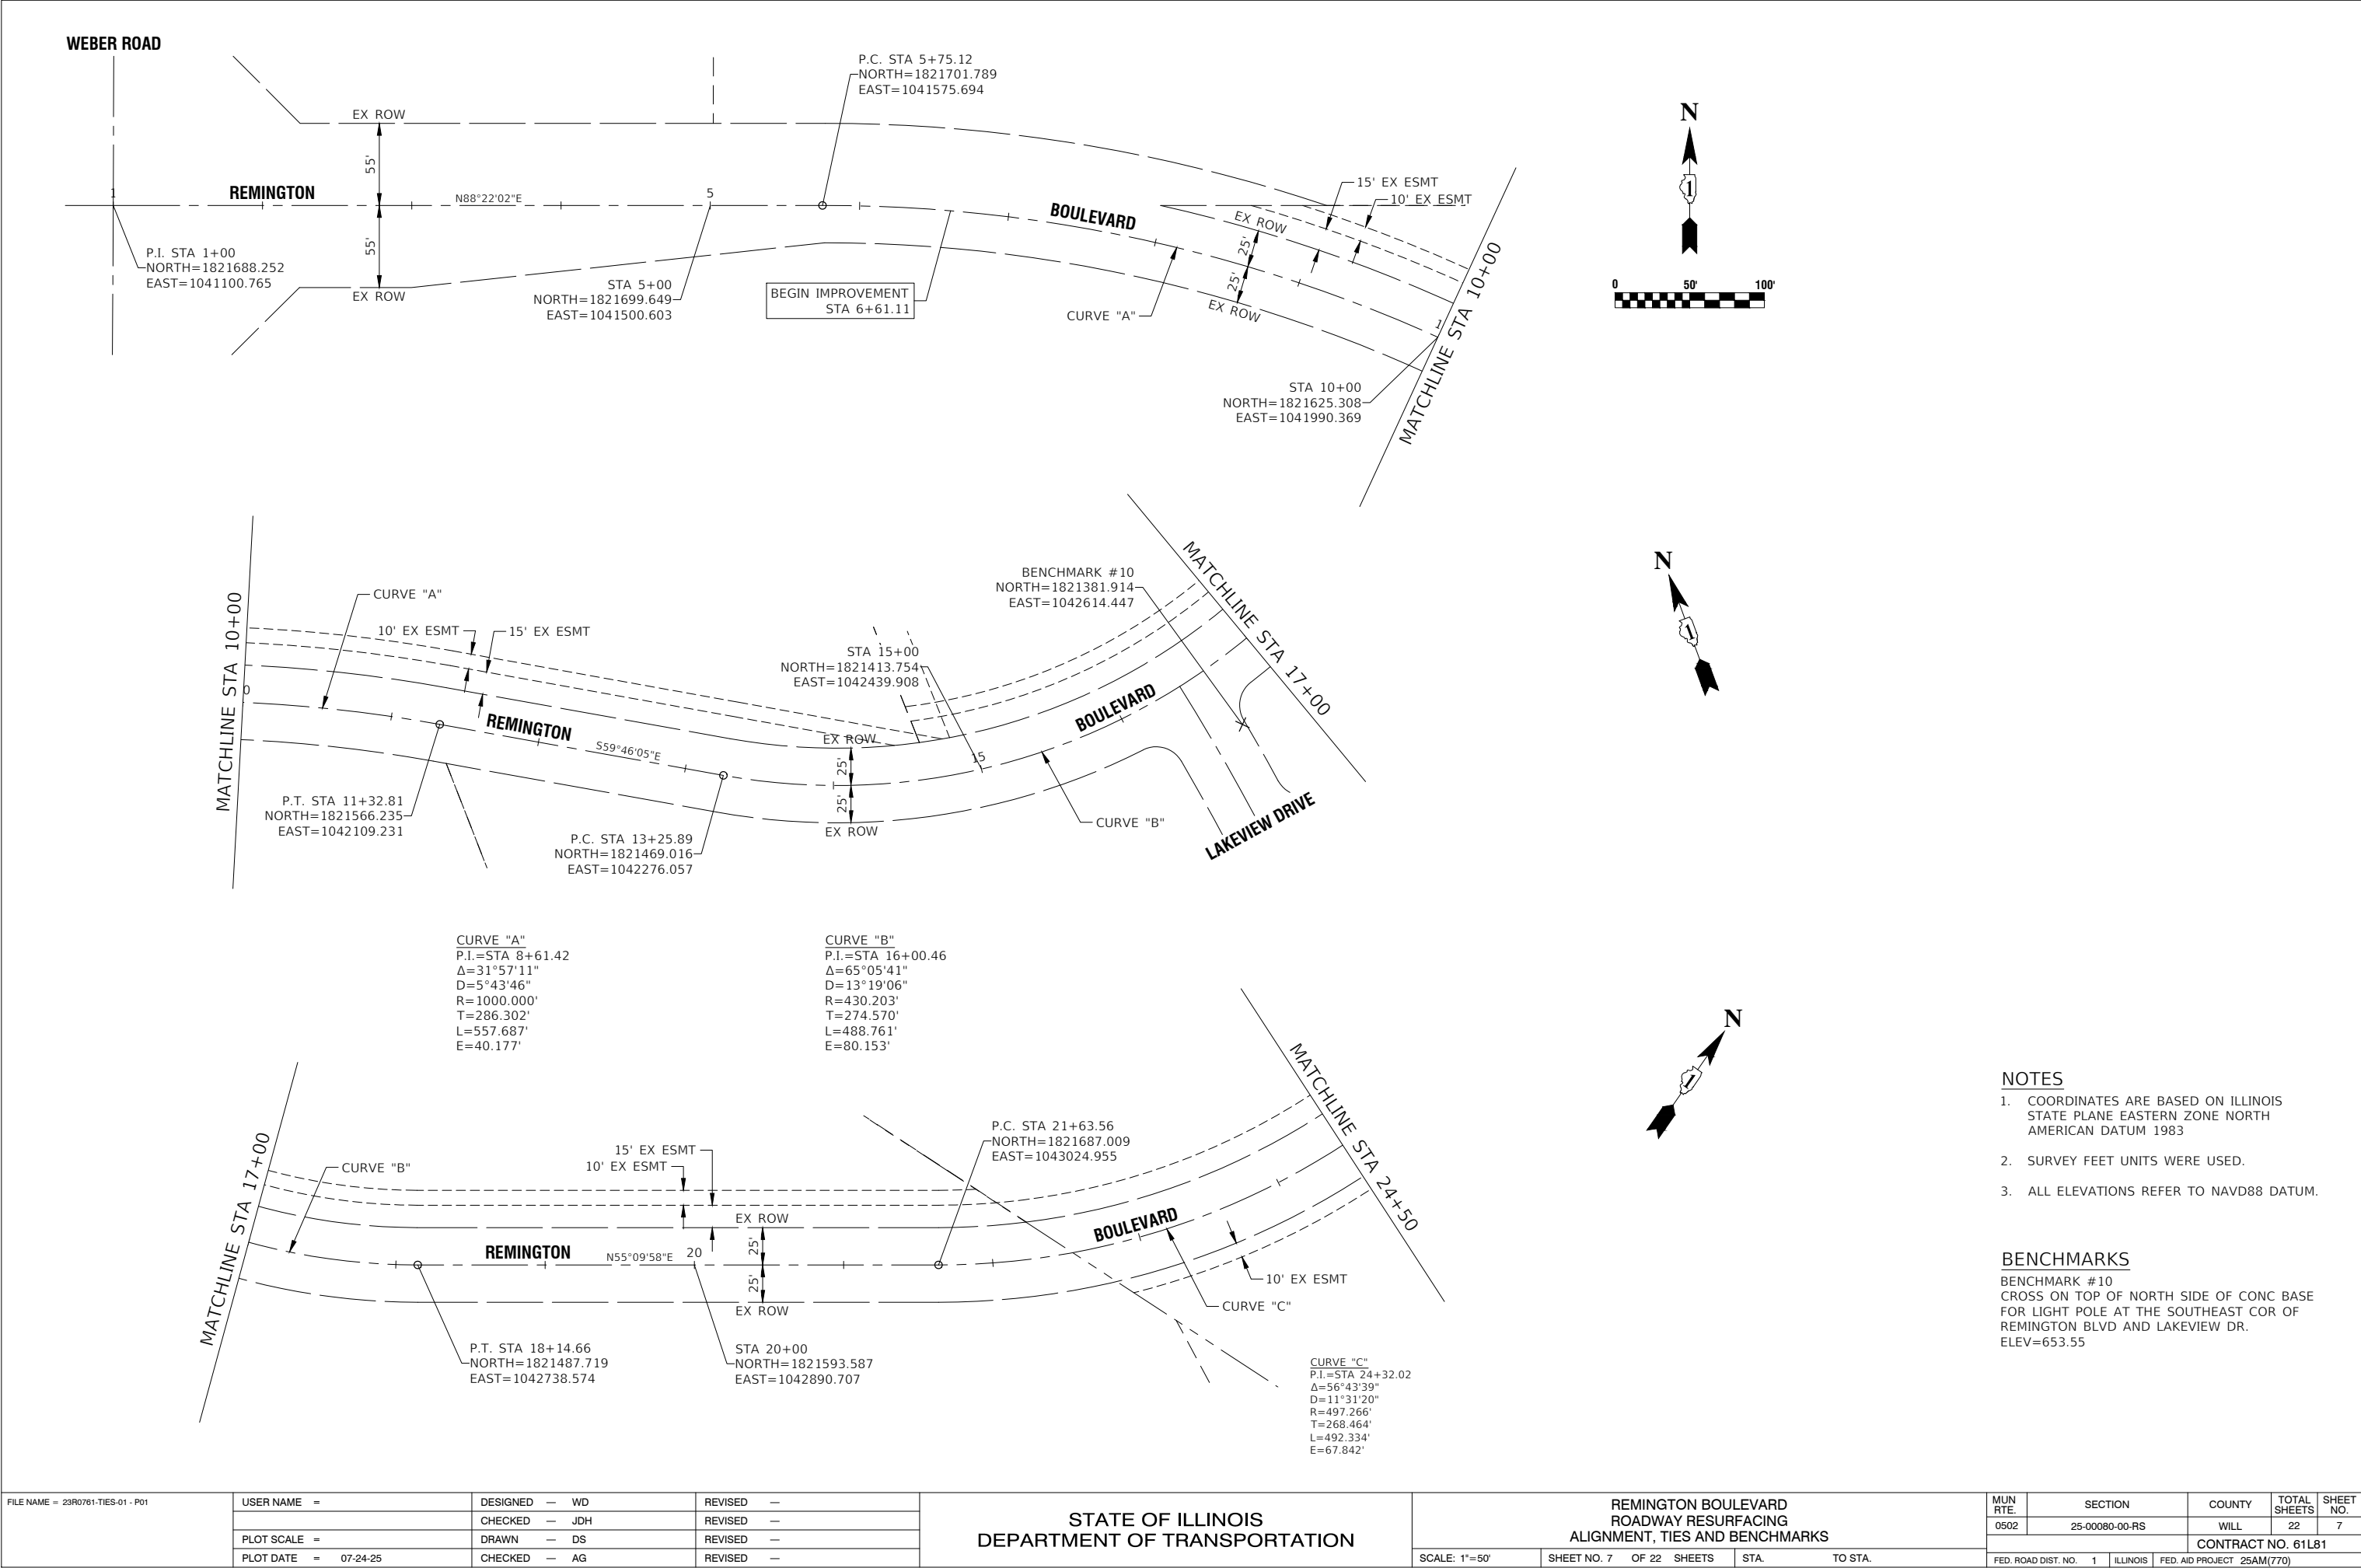 WEBER ROAD
P.C. STA 5+75.12
NORTH=1821701.789
EAST=1041575.694
EX ROW
55'
1
REMINGTON
N88°22'02"E
5
BOULEVARD
15' EX ESMT
10' EX ESMT
EX ROW
25'
25'
EX ROW
55'
EX ROW
P.I. STA 1+00
NORTH=1821688.252
EAST=1041100.765
STA 5+00
NORTH=1821699.649
EAST=1041500.603
BEGIN IMPROVEMENT
STA 6+61.11
CURVE "A"
1
MATCHLINE STA 10+00
STA 10+00
NORTH=1821625.308
EAST=1041990.369
N
1
0 50' 100'
MATCHLINE STA 10+00
CURVE "A"
10' EX ESMT
15' EX ESMT
0
REMINGTON
S59°46'05"E
P.T. STA 11+32.81
NORTH=1821566.235
EAST=1042109.231
P.C. STA 13+25.89
NORTH=1821469.016
EAST=1042276.057
EX ROW
25'
25'
EX ROW
STA 15+00
NORTH=1821413.754
EAST=1042439.908
15
BENCHMARK #10
NORTH=1821381.914
EAST=1042614.447
BOULEVARD
CURVE "B"
LAKEVIEW DRIVE
MATCHLINE STA 17+00
N
1
CURVE "A"
P.I.=STA 8+61.42
Δ=31°57'11"
D=5°43'46"
R=1000.000'
T=286.302'
L=557.687'
E=40.177'
CURVE "B"
P.I.=STA 16+00.46
Δ=65°05'41"
D=13°19'06"
R=430.203'
T=274.570'
L=488.761'
E=80.153'
MATCHLINE STA 17+00
CURVE "B"
15' EX ESMT
10' EX ESMT
REMINGTON
N55°09'58"E
20
EX ROW
25'
25'
EX ROW
P.T. STA 18+14.66
NORTH=1821487.719
EAST=1042738.574
STA 20+00
NORTH=1821593.587
EAST=1042890.707
P.C. STA 21+63.56
NORTH=1821687.009
EAST=1043024.955
BOULEVARD
10' EX ESMT
CURVE "C"
MATCHLINE STA 24+50
CURVE "C"
P.I.=STA 24+32.02
Δ=56°43'39"
D=11°31'20"
R=497.266'
T=268.464'
L=492.334'
E=67.842'
N
1
NOTES
1. COORDINATES ARE BASED ON ILLINOIS
STATE PLANE EASTERN ZONE NORTH
AMERICAN DATUM 1983
2. SURVEY FEET UNITS WERE USED.
3. ALL ELEVATIONS REFER TO NAVD88 DATUM.
BENCHMARKS
BENCHMARK #10
CROSS ON TOP OF NORTH SIDE OF CONC BASE
FOR LIGHT POLE AT THE SOUTHEAST COR OF
REMINGTON BLVD AND LAKEVIEW DR.
ELEV=653.55
FILE NAME = 23R0761-TIES-01 - P01
USER NAME =
PLOT SCALE =
PLOT DATE = 07-24-25
DESIGNED — WD
CHECKED — JDH
DRAWN — DS
CHECKED — AG
REVISED —
REVISED —
REVISED —
REVISED —
STATE OF ILLINOIS
DEPARTMENT OF TRANSPORTATION
REMINGTON BOULEVARD
ROADWAY RESURFACING
ALIGNMENT, TIES AND BENCHMARKS
SCALE: 1"=50'
SHEET NO. 7 OF 22 SHEETS
STA. TO STA.
MUN RTE.
0502
SECTION
25-00080-00-RS
COUNTY
WILL
TOTAL SHEETS
22
SHEET NO.
7
CONTRACT NO. 61L81
FED. ROAD DIST. NO. 1
ILLINOIS
FED. AID PROJECT 25AM(770)